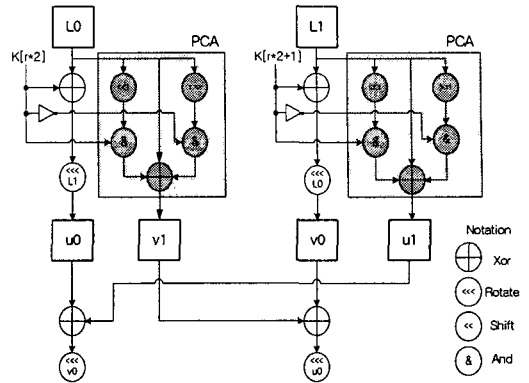 L0
PCA
L1
PCA
K[r*2]
K[r*2+1]
&
&
&
&
<<<
L1
<<<
L0
u0
v1
v0
u1
Notation
Xor
<<<
Rotate
<<
Shift
&
And
<<<
v0
<<<
u0